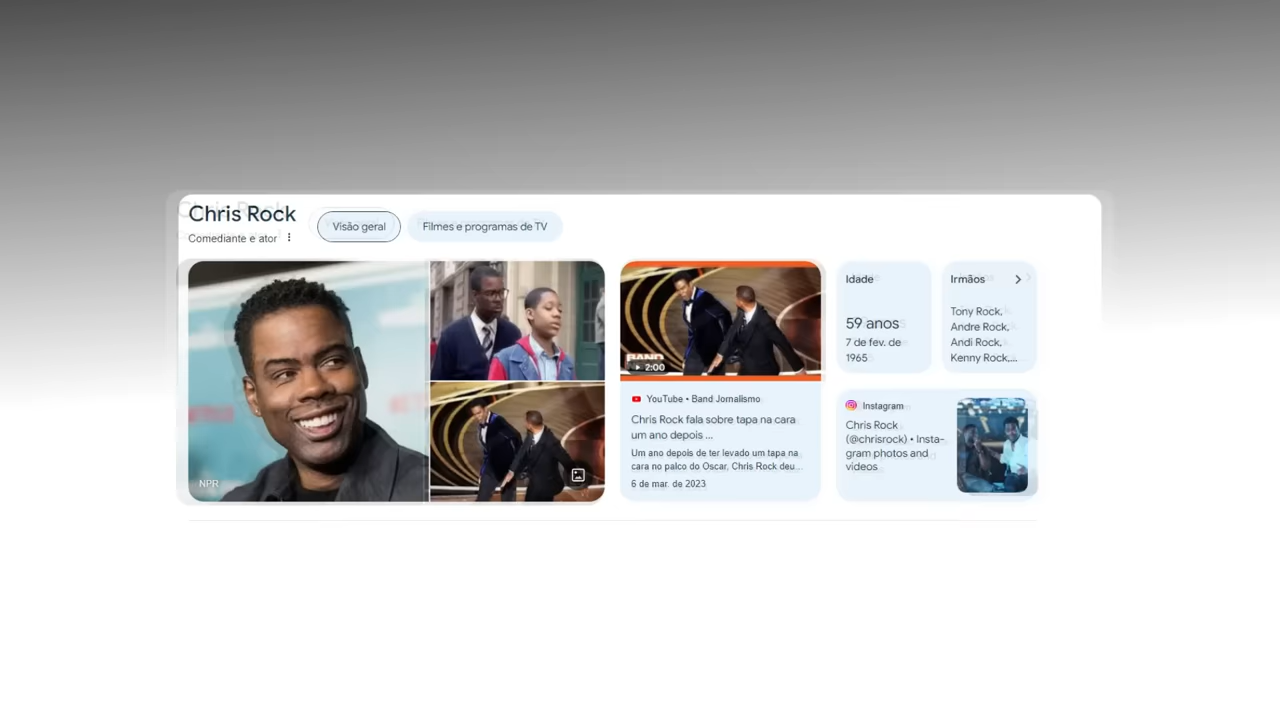 Chris Rock
Comediante e ator
Visão geral
Filmes e programas de TV
NPR
BAND
2:00
YouTube • Band Jornalismo
Chris Rock fala sobre tapa na cara
um ano depois ...
Um ano depois de ter levado um tapa na
cara no palco do Oscar, Chris Rock deu...
6 de mar. de 2023
Idade
59 anos
7 de fev. de
1965
Irmãos
Tony Rock,
Andre Rock,
Andi Rock,
Kenny Rock,...
Instagram
Chris Rock
(@chrisrock) • Insta-
gram photos and
videos